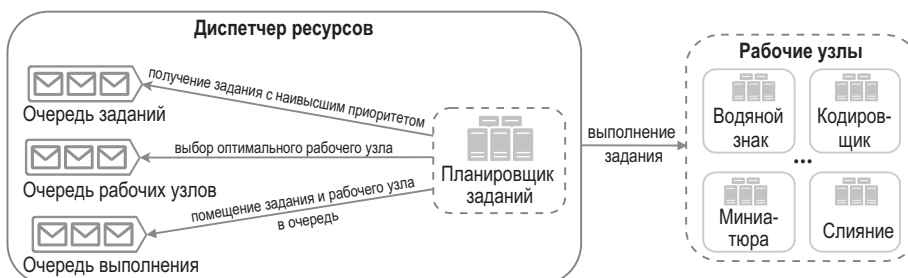 Диспетчер ресурсов
Рабочие узлы
получение задания с наивысшим приоритетом
Очередь заданий
выбор оптимального рабочего узла
Очередь рабочих узлов
помещение задания и рабочего узла
в очередь
Очередь выполнения
Планировщик
заданий
выполнение
задания
Водяной
знак
Кодиров-
щик
...
Миниа-
тюра
Слияние